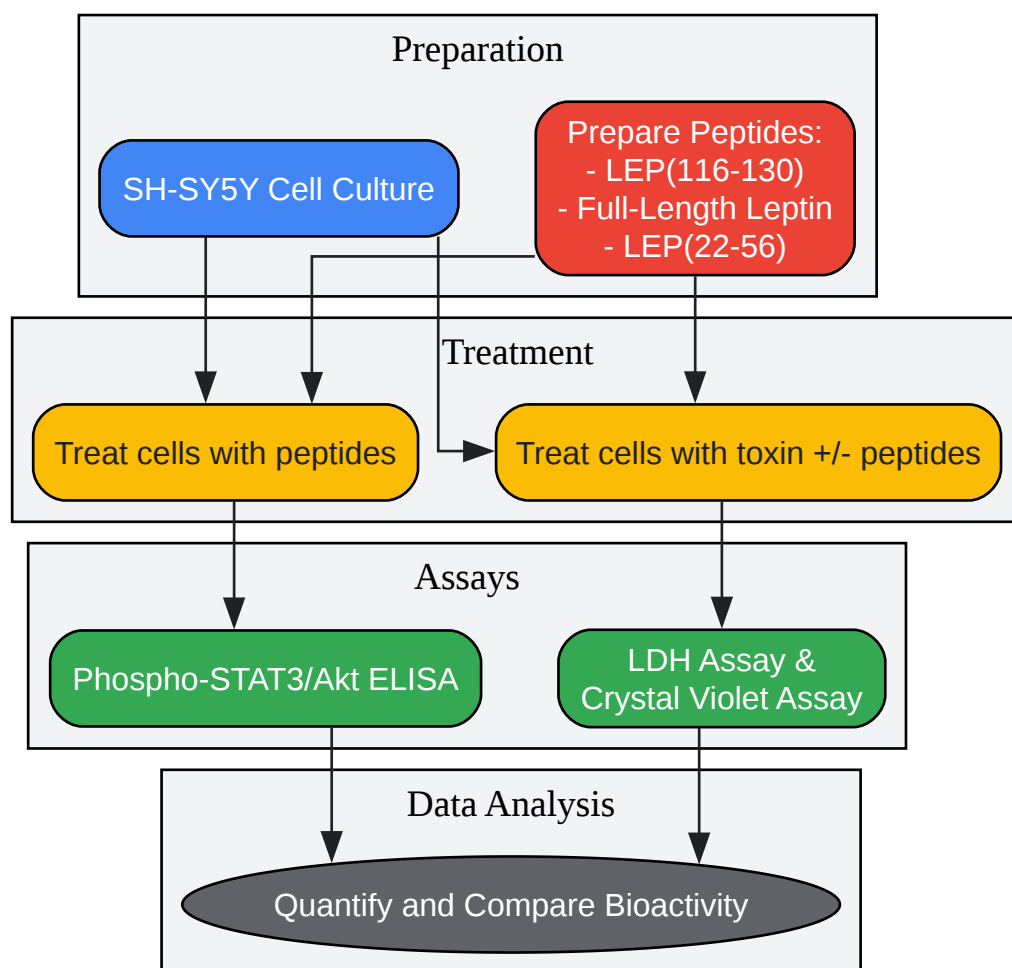 Preparation
SH-SY5Y Cell Culture
Prepare Peptides:
- LEP(116-130)
- Full-Length Leptin
- LEP(22-56)
Treatment
Treat cells with peptides
Treat cells with toxin +/- peptides
Assays
Phospho-STAT3/Akt ELISA
LDH Assay &
Crystal Violet Assay
Data Analysis
Quantify and Compare Bioactivity